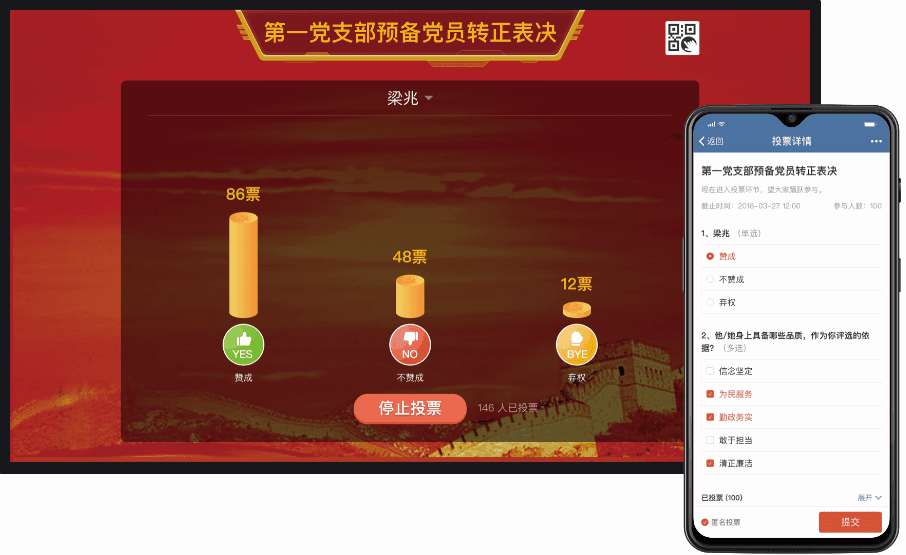 第一党支部预备党员转正表决
梁兆
86票
48票
12票
YES
NO
BYE
赞成
不赞成
弃权
停止投票
146 人已投票
返回
投票详情
第一党支部预备党员转正表决
现在进入投票环节，望大家踊跃参与。
截止时间：2018-03-27 12:00
参与人数：100
1、梁兆 （单选）
赞成
不赞成
弃权
2、他/她身上具备哪些品质，作为你评选的依
据？ （多选）
信念坚定
为民服务
勤政务实
敢于担当
清正廉洁
已投票 (100)
展开
匿名投票
提交